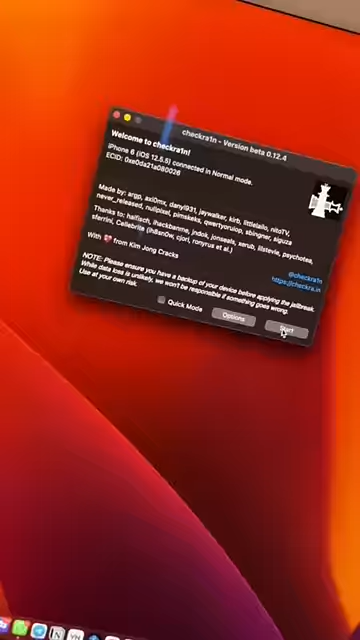 checkra1n - Version beta 0.12.4
Welcome to checkra1n!
iPhone 6 (iOS 12.5.5) connected in Normal mode.
ECID: 0xe0da21a080026
Made by: argp, axi0mx, danyl931, jaywalker, kirb, littlelailo, nitoTV,
never_released, nullpixel, pimskeks, qwertyoruiop, sbingner, siguza
Thanks to: haifisch, jhackbanme, jndok, jonseals, xerub, lilstevie, psychotea,
sferrini, Cellebrite (ih8sn0w, cjori, ronyrus et al.)
With ❤️ from Kim Jong Cracks
@checkra1n
https://checkra.in
NOTE: Please ensure you have a backup of your device before applying the jailbreak.
While data loss is unlikely, we won't be responsible if something goes wrong.
Use at your own risk.
Quick Mode
Options
Start